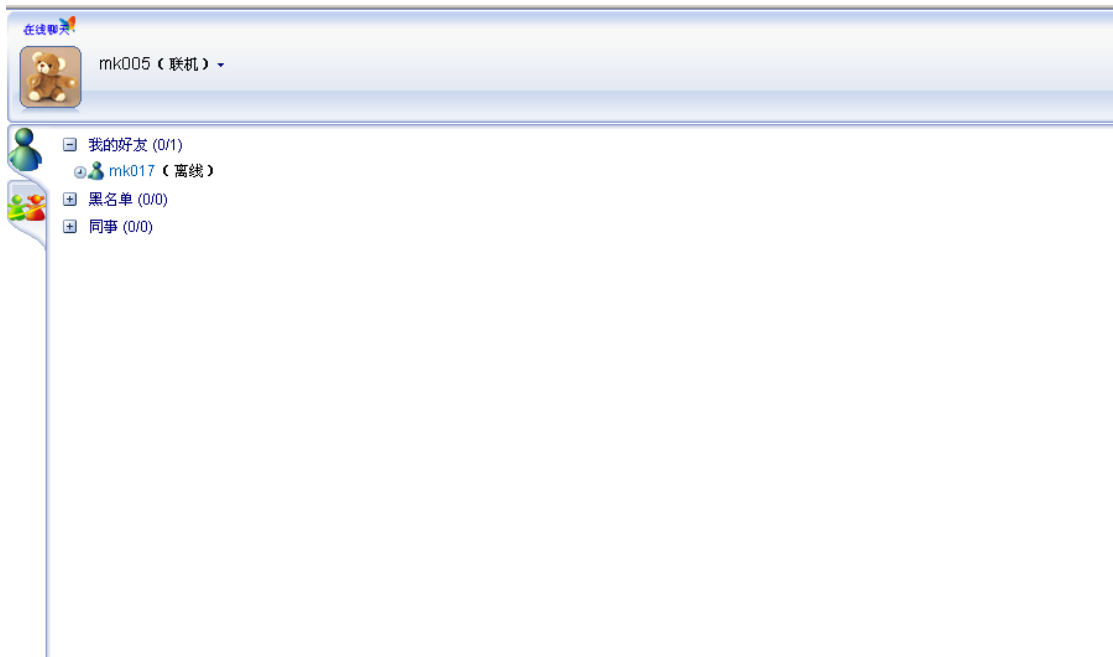 在线聊天
mk005（联机）
我的好友 (0/1)
mk017（离线）
黑名单 (0/0)
同事 (0/0)